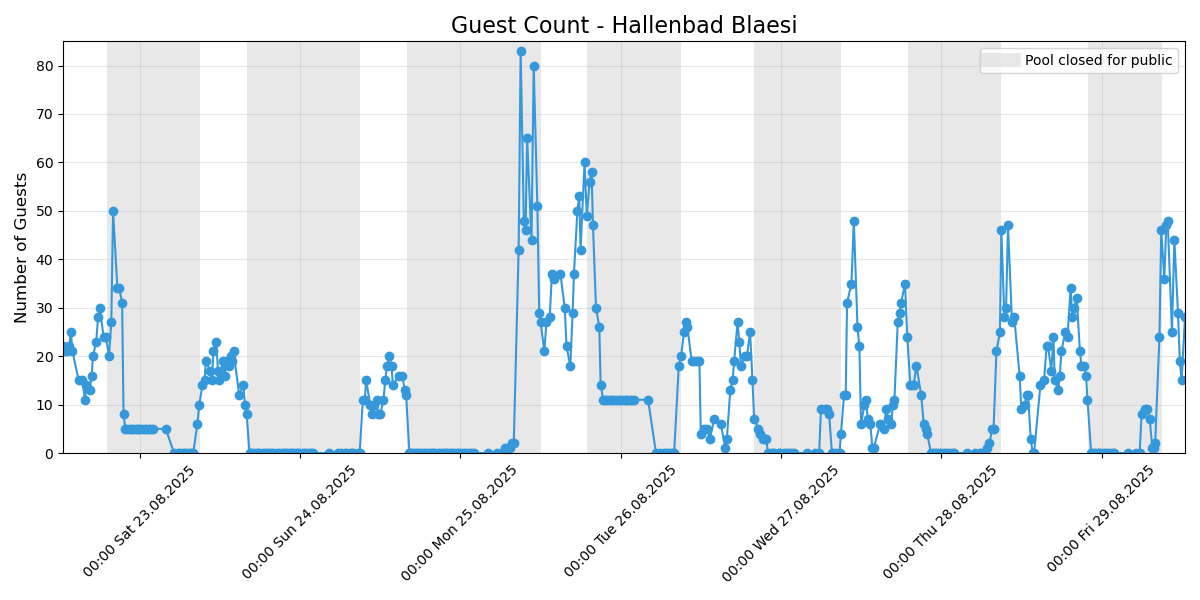 Guest Count - Hallenbad Blaesi
Pool closed for public
Number of Guests
80
70
60
50
40
30
20
10
0
00:00 Sat 23.08.2025
00:00 Sun 24.08.2025
00:00 Mon 25.08.2025
00:00 Tue 26.08.2025
00:00 Wed 27.08.2025
00:00 Thu 28.08.2025
00:00 Fri 29.08.2025